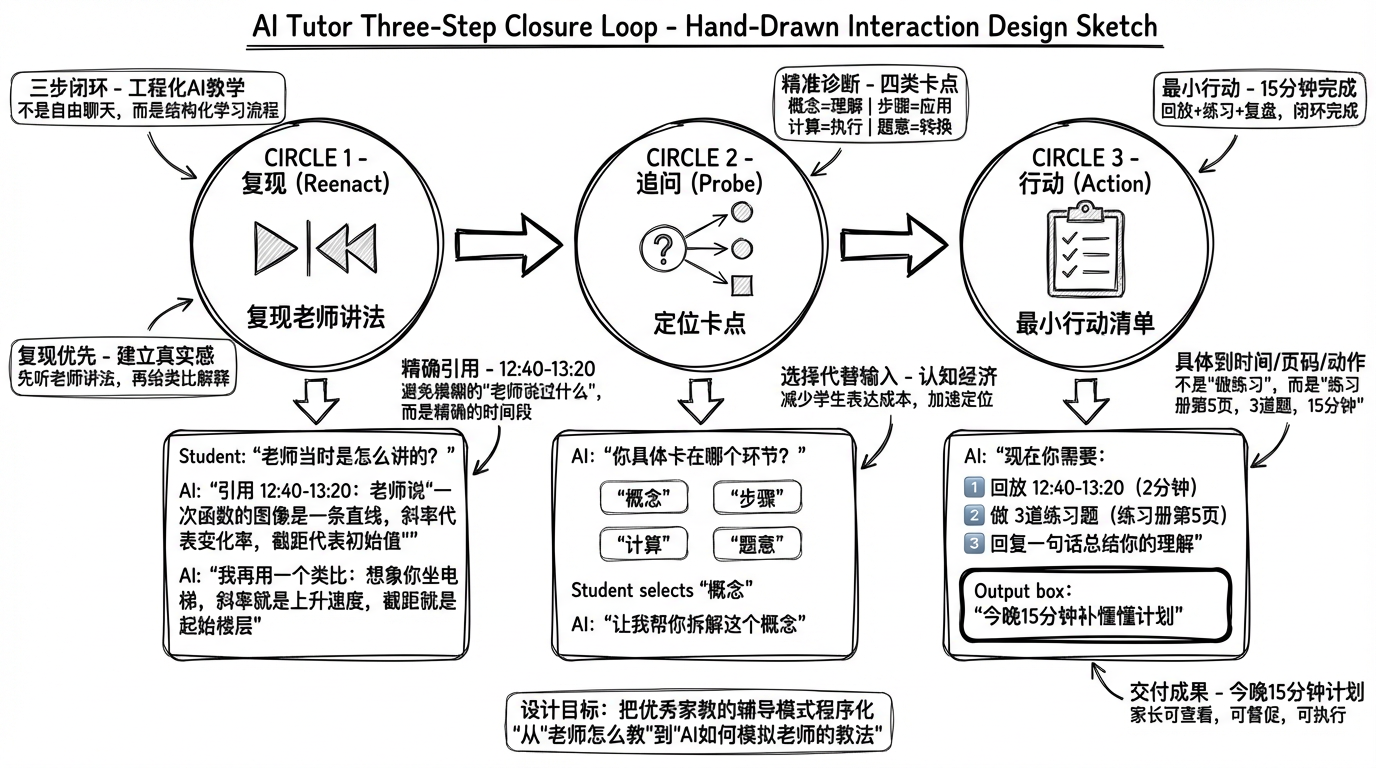 AI Tutor Three-Step Closure Loop - Hand-Drawn Interaction Design Sketch
三步闭环 - 工程化AI教学
不是自由聊天，而是结构化学习流程
精准诊断 - 四类卡点
概念=理解 | 步骤=应用
计算=执行 | 题意=转换
最小行动 - 15分钟完成
回放+练习+复盘，闭环完成
CIRCLE 1 -
复现 (Reenact)
复现老师讲法
CIRCLE 2 -
追问 (Probe)
?
定位卡点
CIRCLE 3 -
行动 (Action)
最小行动清单
复现优先 - 建立真实感
先听老师讲法，再给类比解释
精确引用 - 12:40-13:20
避免模糊的"老师说过什么"，
而是精确的时间段
选择代替输入 - 认知经济
减少学生表达成本，加速定位
具体到时间/页码/动作
不是"做练习"，而是"练习
册第5页，3道题，15分钟"
Student: "老师当时是怎么讲的？"
AI: "引用 12:40-13:20：老师说"一
次函数的图像是一条直线，斜率代
表变化率，截距代表初始值""
AI: "我再用一个类比：想象你坐电
梯，斜率就是上升速度，截距就是
起始楼层"
AI: "你具体卡在哪个环节？"
"概念" "步骤"
"计算" "题意"
Student selects "概念"
AI: "让我帮你拆解这个概念"
AI: "现在你需要：
1 回放 12:40-13:20（2分钟）
2 做 3道练习题（练习册第5页）
3 回复一句话总结你的理解"
Output box:
"今晚15分钟补懂懂计划"
交付成果 - 今晚15分钟计划
家长可查看，可督促，可执行
设计目标：把优秀家教的辅导模式程序化
"从"老师怎么教"到"AI如何模拟老师的教法"